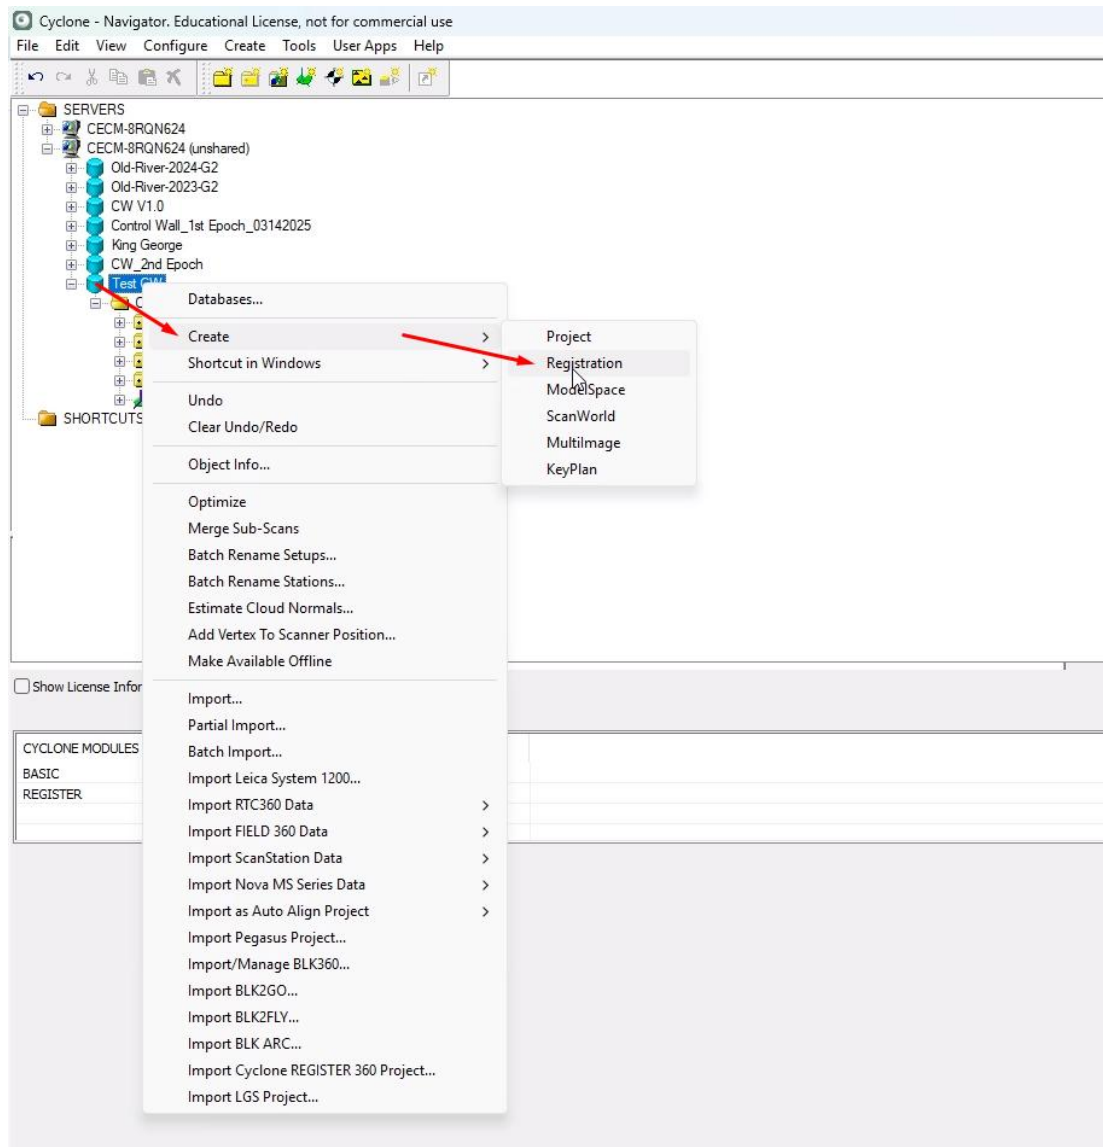 Cyclone - Navigator. Educational License, not for commercial use
File Edit View Configure Create Tools User Apps Help
SERVERS
CECM-8RQN624
CECM-8RQN624 (unshared)
Old-River-2024-G2
Old-River-2023-G2
CW V1.0
Control Wall_1st Epoch_03142025
King George
CW_2nd Epoch
Test CW
SHORTCUTS
Databases...
Create
Shortcut in Windows
Undo
Clear Undo/Redo
Object Info...
Optimize
Merge Sub-Scans
Batch Rename Setups...
Batch Rename Stations...
Estimate Cloud Normals...
Add Vertex To Scanner Position...
Make Available Offline
Import...
Partial Import...
Batch Import...
Import Leica System 1200...
Import RTC360 Data
Import FIELD 360 Data
Import ScanStation Data
Import Nova MS Series Data
Import as Auto Align Project
Import Pegasus Project...
Import/Manage BLK360...
Import BLK2GO...
Import BLK2FLY...
Import BLK ARC...
Import Cyclone REGISTER 360 Project...
Import LGS Project...
Project
Registration
ModelSpace
ScanWorld
MultiImage
KeyPlan
Show License Infor
CYCLONE MODULES
BASIC
REGISTER